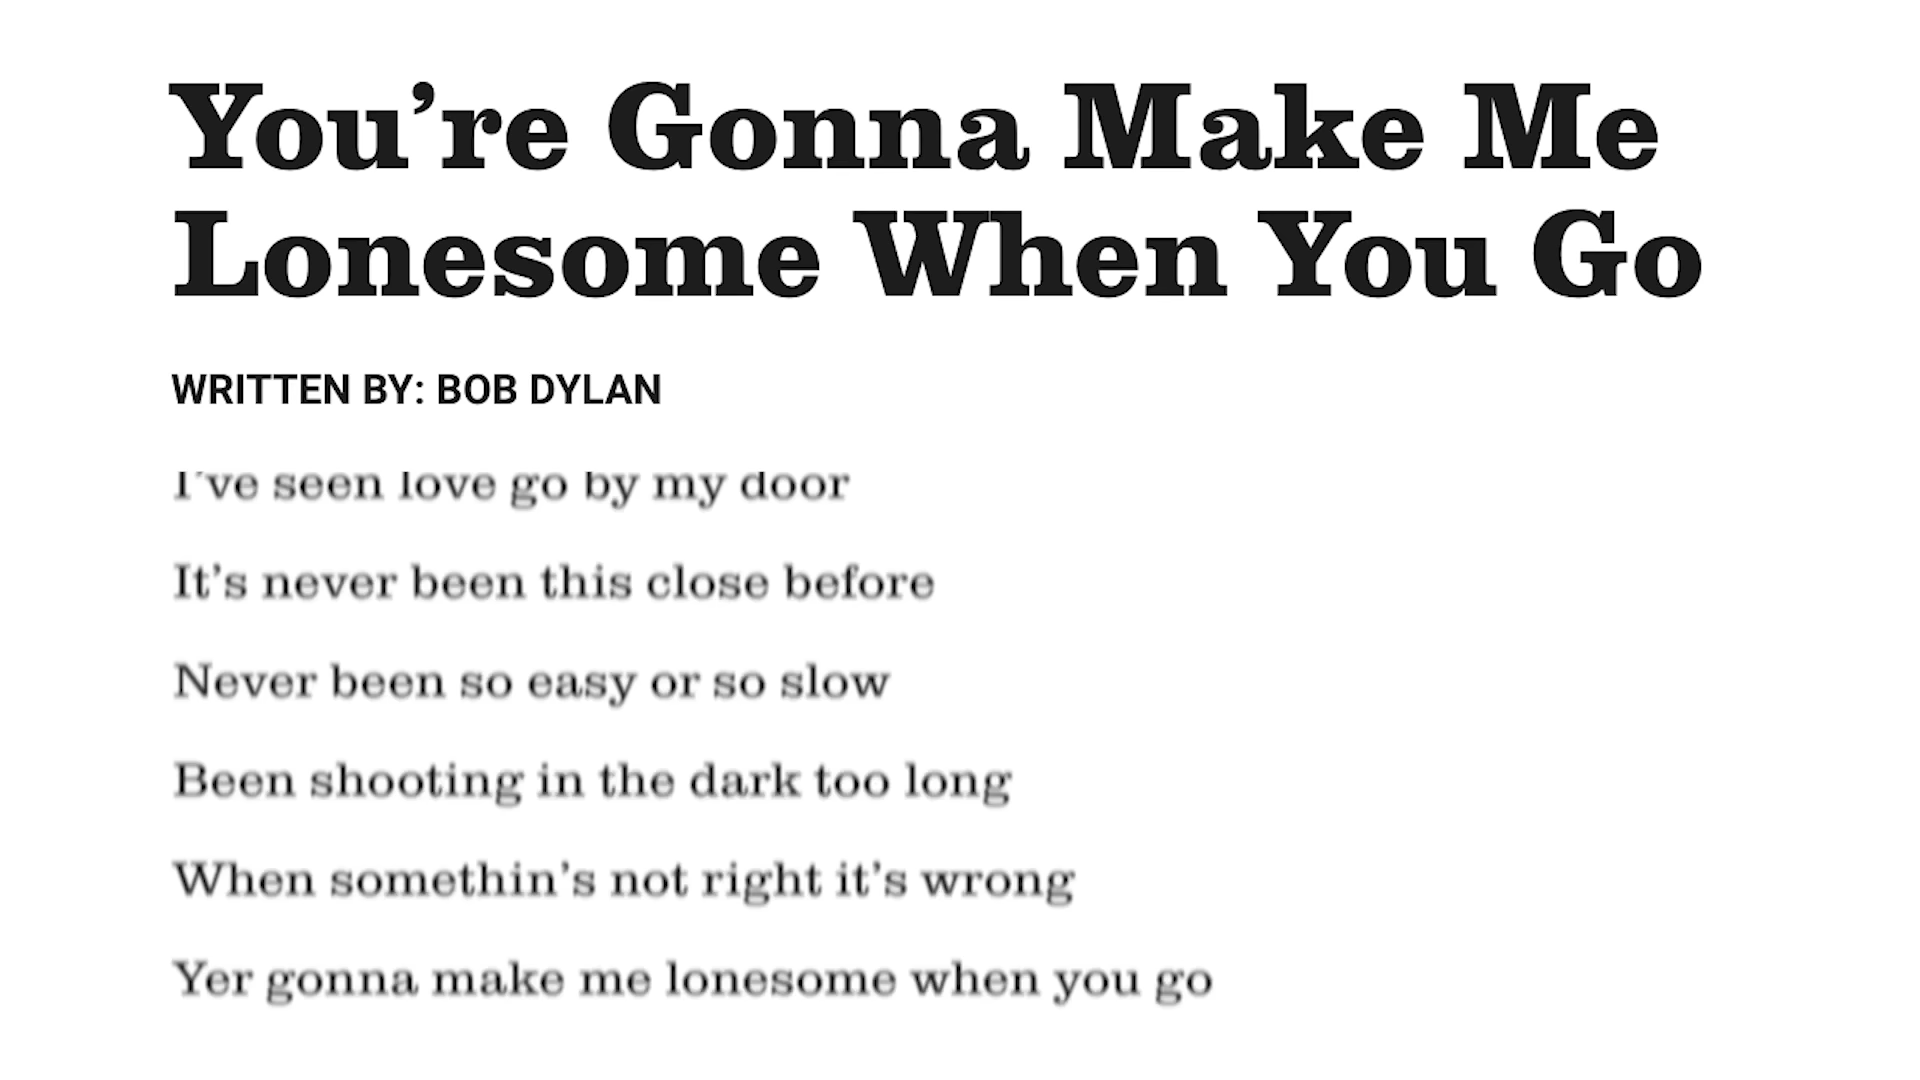 You’re Gonna Make Me
Lonesome When You Go
WRITTEN BY: BOB DYLAN
I’ve seen love go by my door
It’s never been this close before
Never been so easy or so slow
Been shooting in the dark too long
When somethin’s not right it’s wrong
Yer gonna make me lonesome when you go